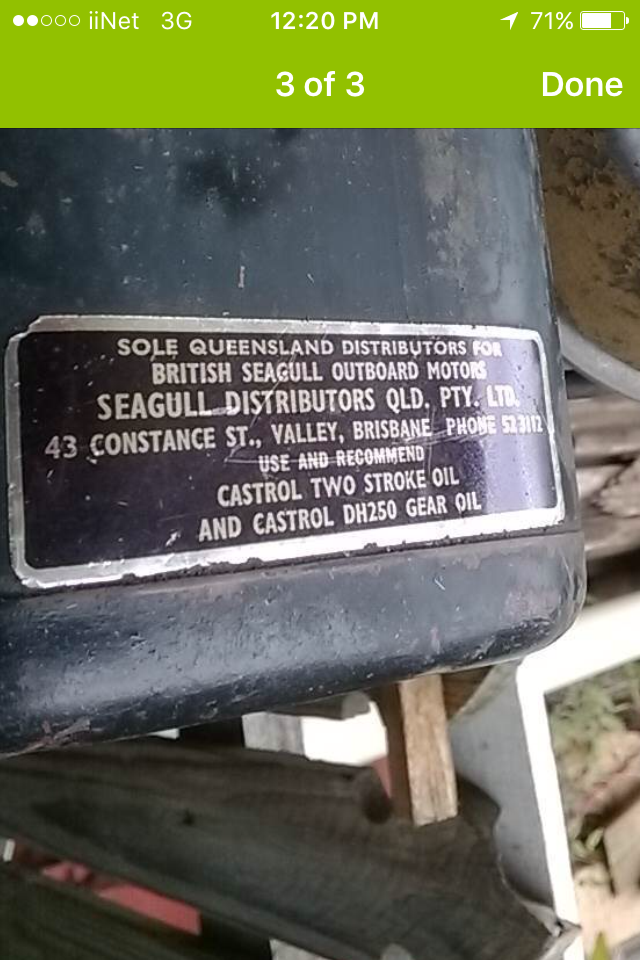 iiNet 3G 12:20 PM 71%
3 of 3 Done
SOLE QUEENSLAND DISTRIBUTORS FOR
BRITISH SEAGULL OUTBOARD MOTORS
SEAGULL DISTRIBUTORS QLD. PTY. LTD.
43 CONSTANCE ST., VALLEY, BRISBANE PHONE
USE AND RECOMMEND
CASTROL TWO STROKE OIL
AND CASTROL DH250 GEAR OIL